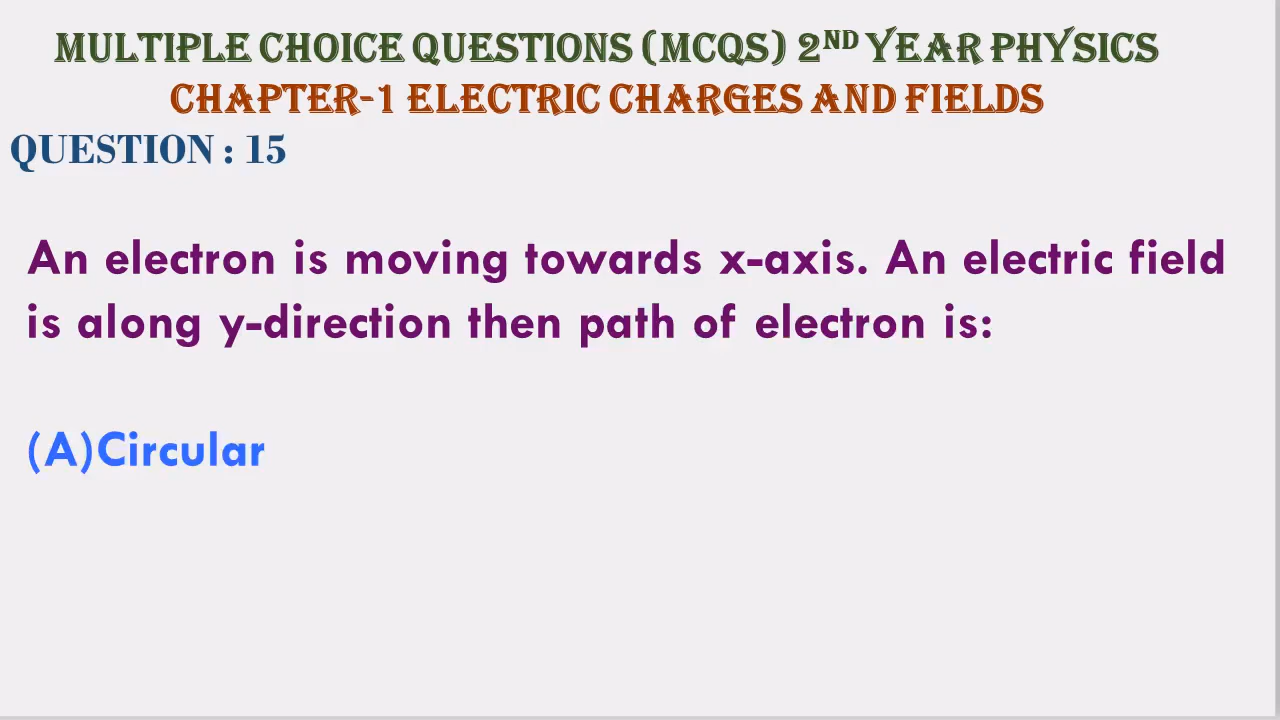 MULTIPLE CHOICE QUESTIONS (MCQS) 2ND YEAR PHYSICS
CHAPTER-1 ELECTRIC CHARGES AND FIELDS
QUESTION : 15
An electron is moving towards x-axis. An electric field
is along y-direction then path of electron is:
(A)Circular